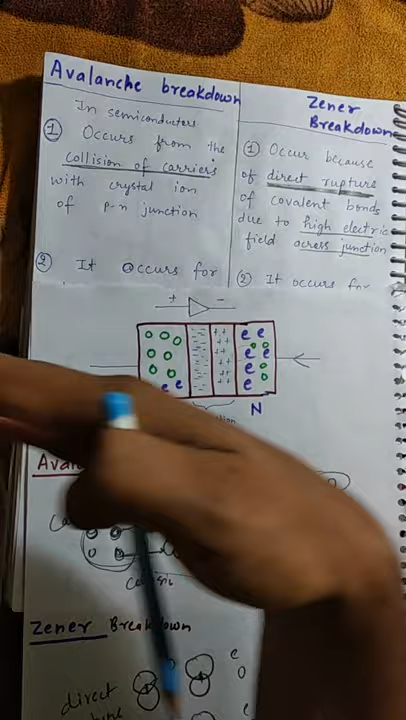 Avalanche breakdown
In semiconductors
① Occurs from the
collision of carriers
with crystal ion
of p-n junction
② It occurs for
Zener
Breakdown
① Occur because
of direct rupture
of covalent bonds
due to high electric
field across junction
② It occurs for
+ -
e e
e
e e
e
e e
N
Zener Breakdown
direct
e